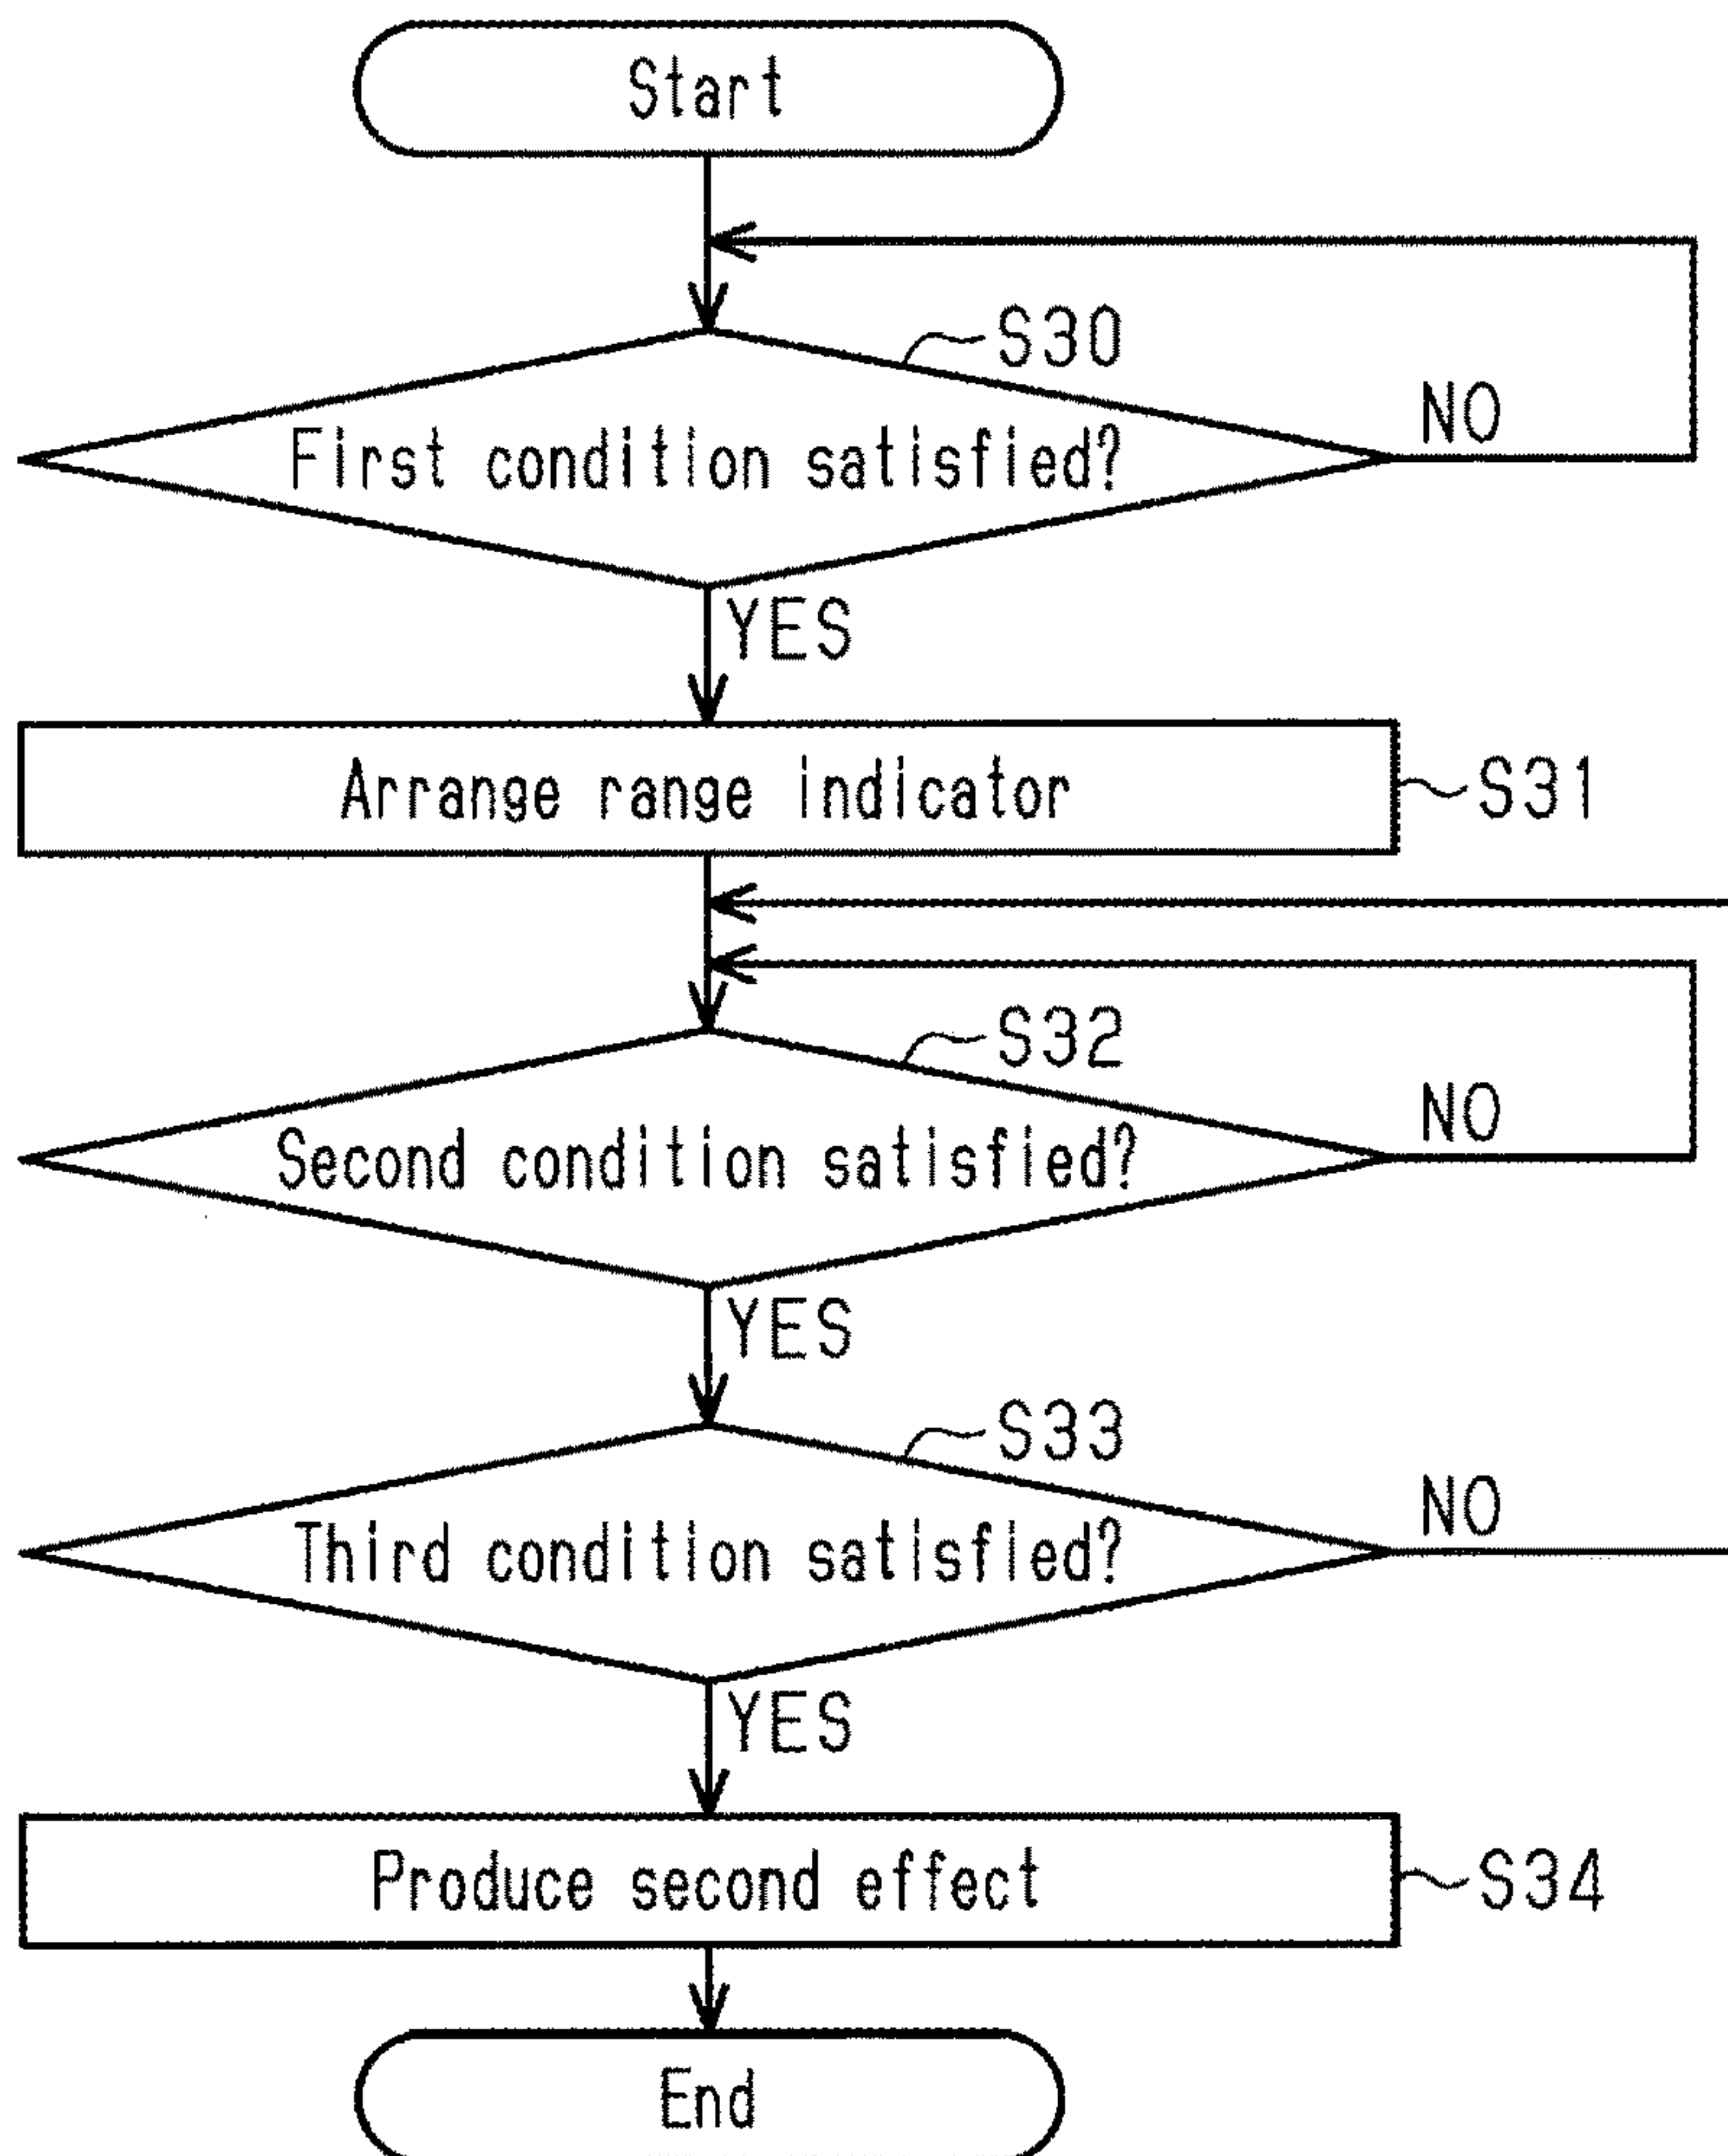 Start
S30
First condition satisfied?
NO
YES
Arrange range indicator
S31
S32
Second condition satisfied?
NO
YES
S33
Third condition satisfied?
NO
YES
Produce second effect
S34
End